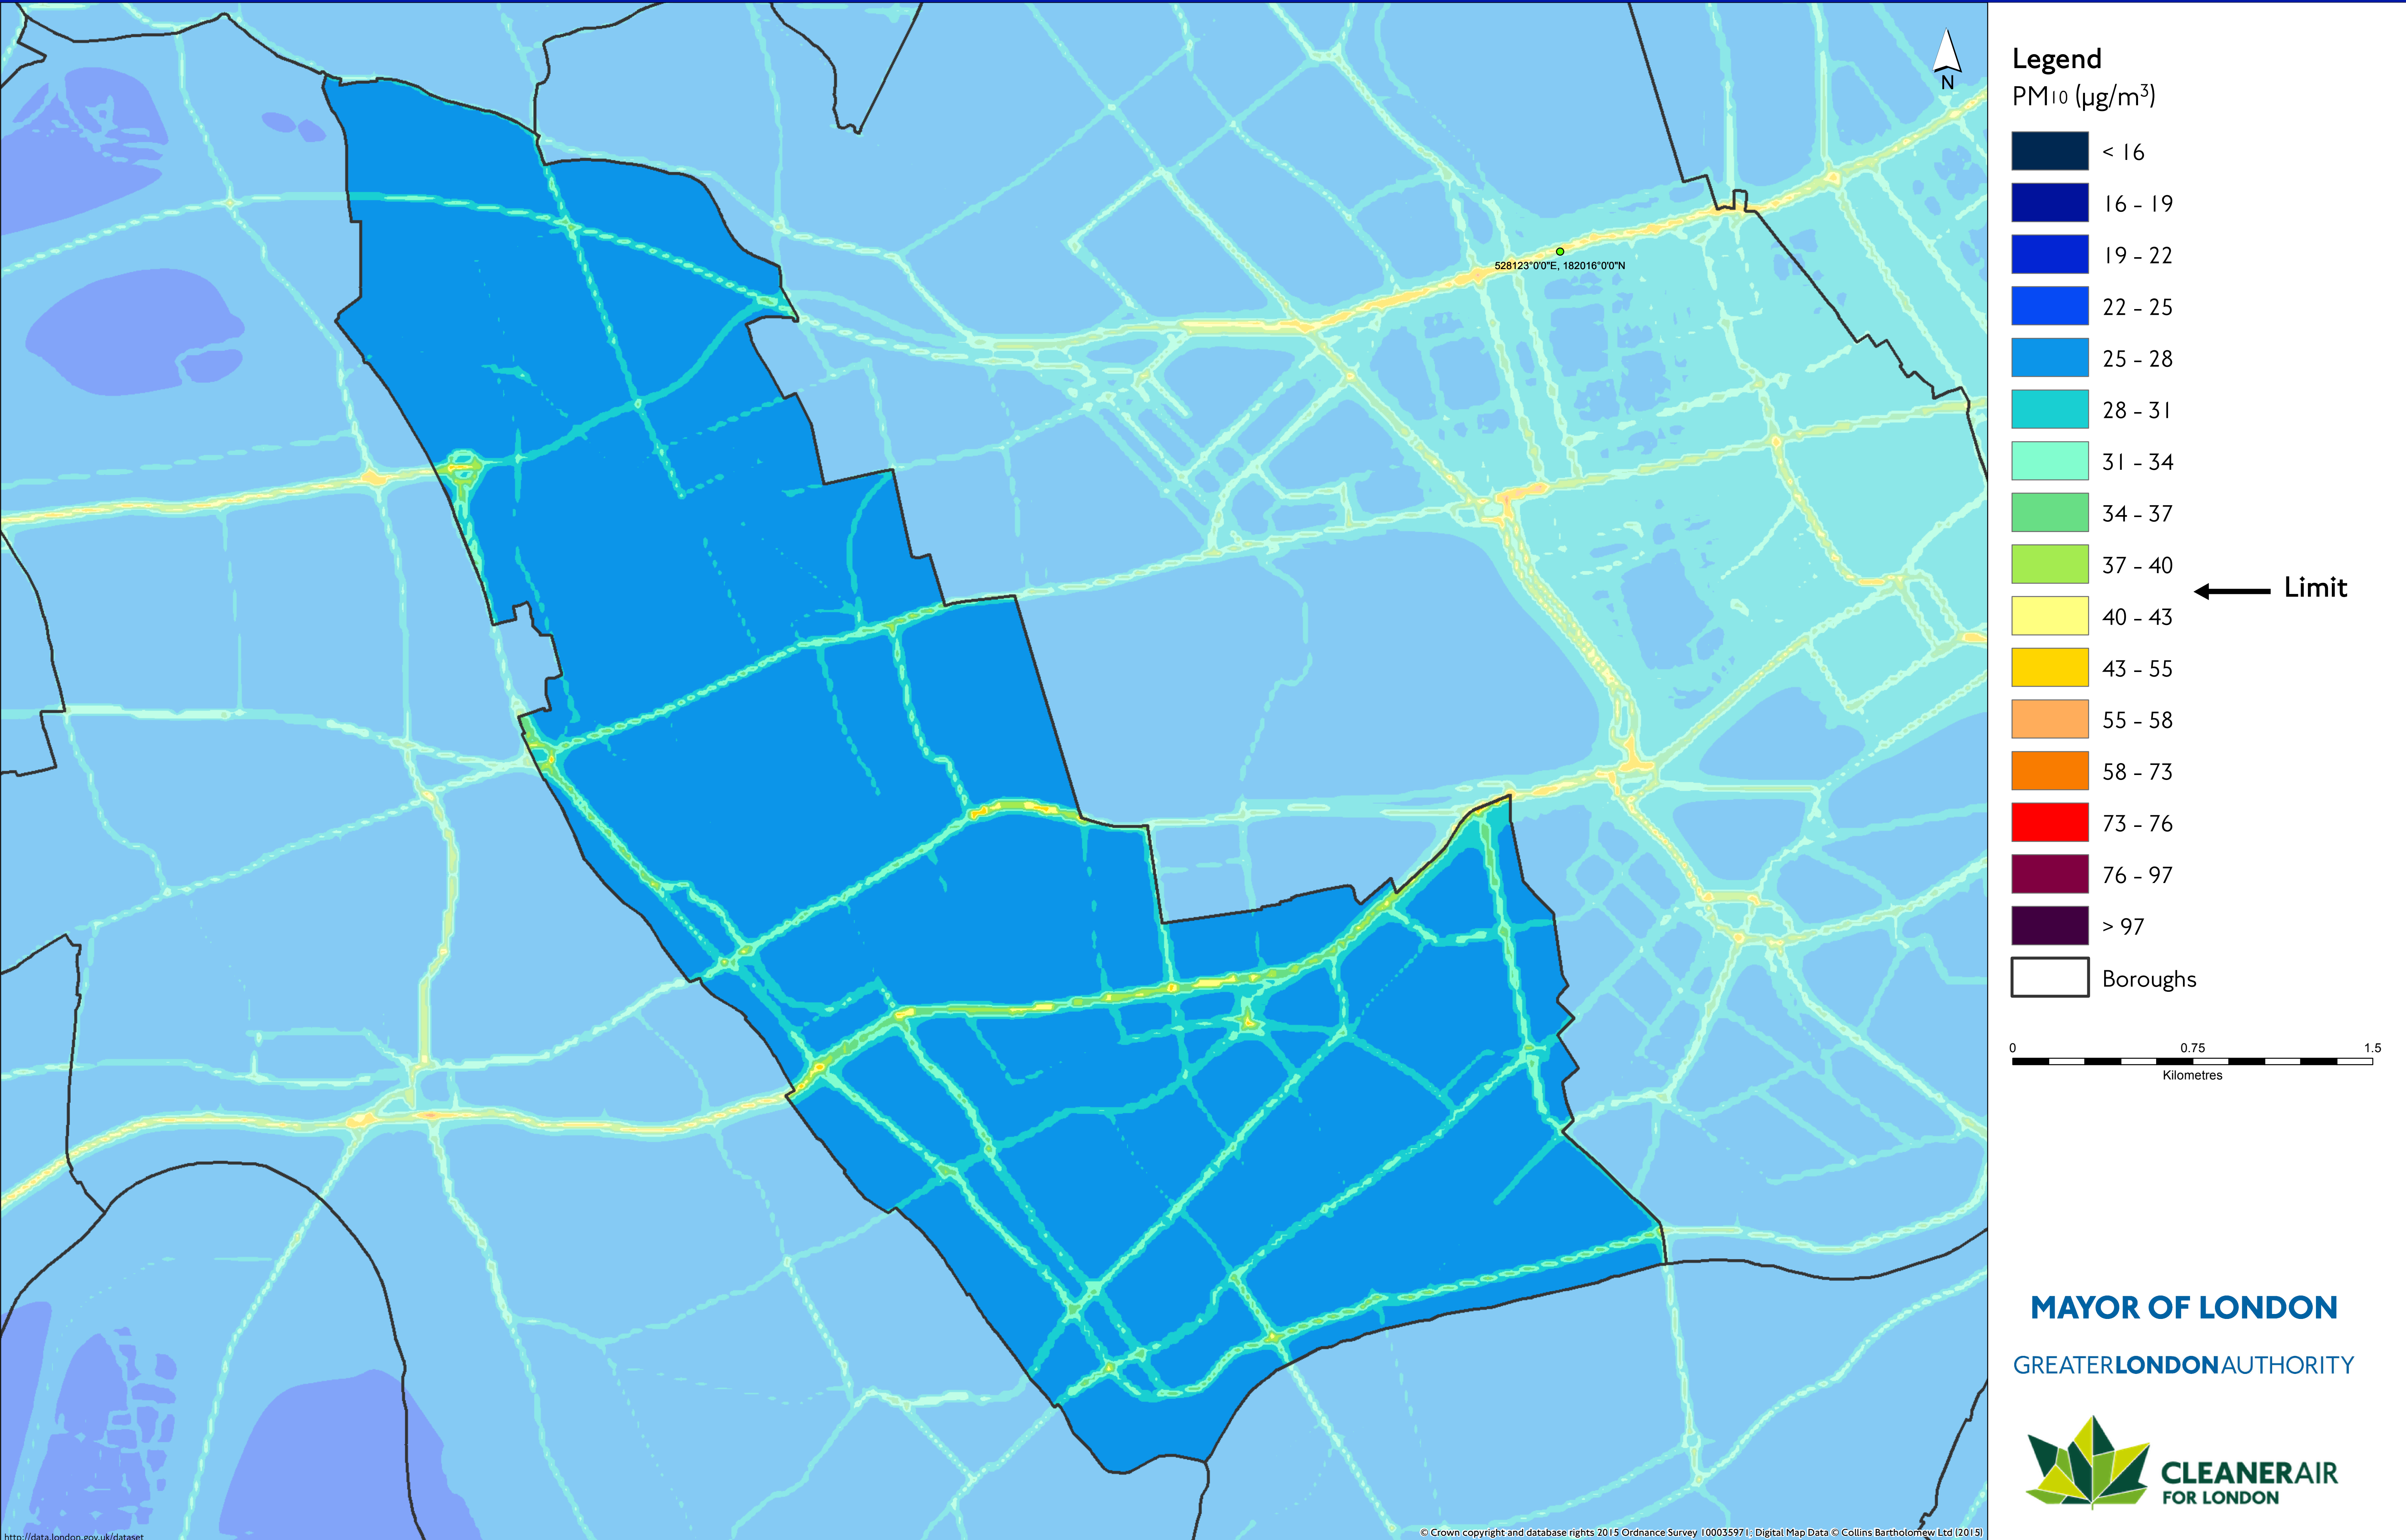 N
528123°0'0"E, 182016°0'0"N
Legend
PM10 (µg/m³)
< 16
16 - 19
19 - 22
22 - 25
25 - 28
28 - 31
31 - 34
34 - 37
37 - 40
Limit
40 - 43
43 - 55
55 - 58
58 - 73
73 - 76
76 - 97
> 97
Boroughs
0 0.75 1.5
Kilometres
MAYOR OF LONDON
GREATERLONDONAUTHORITY
CLEANERAIR
FOR LONDON
http://data.london.gov.uk/dataset
© Crown copyright and database rights 2015 Ordnance Survey 100035971; Digital Map Data © Collins Bartholomew Ltd (2015)